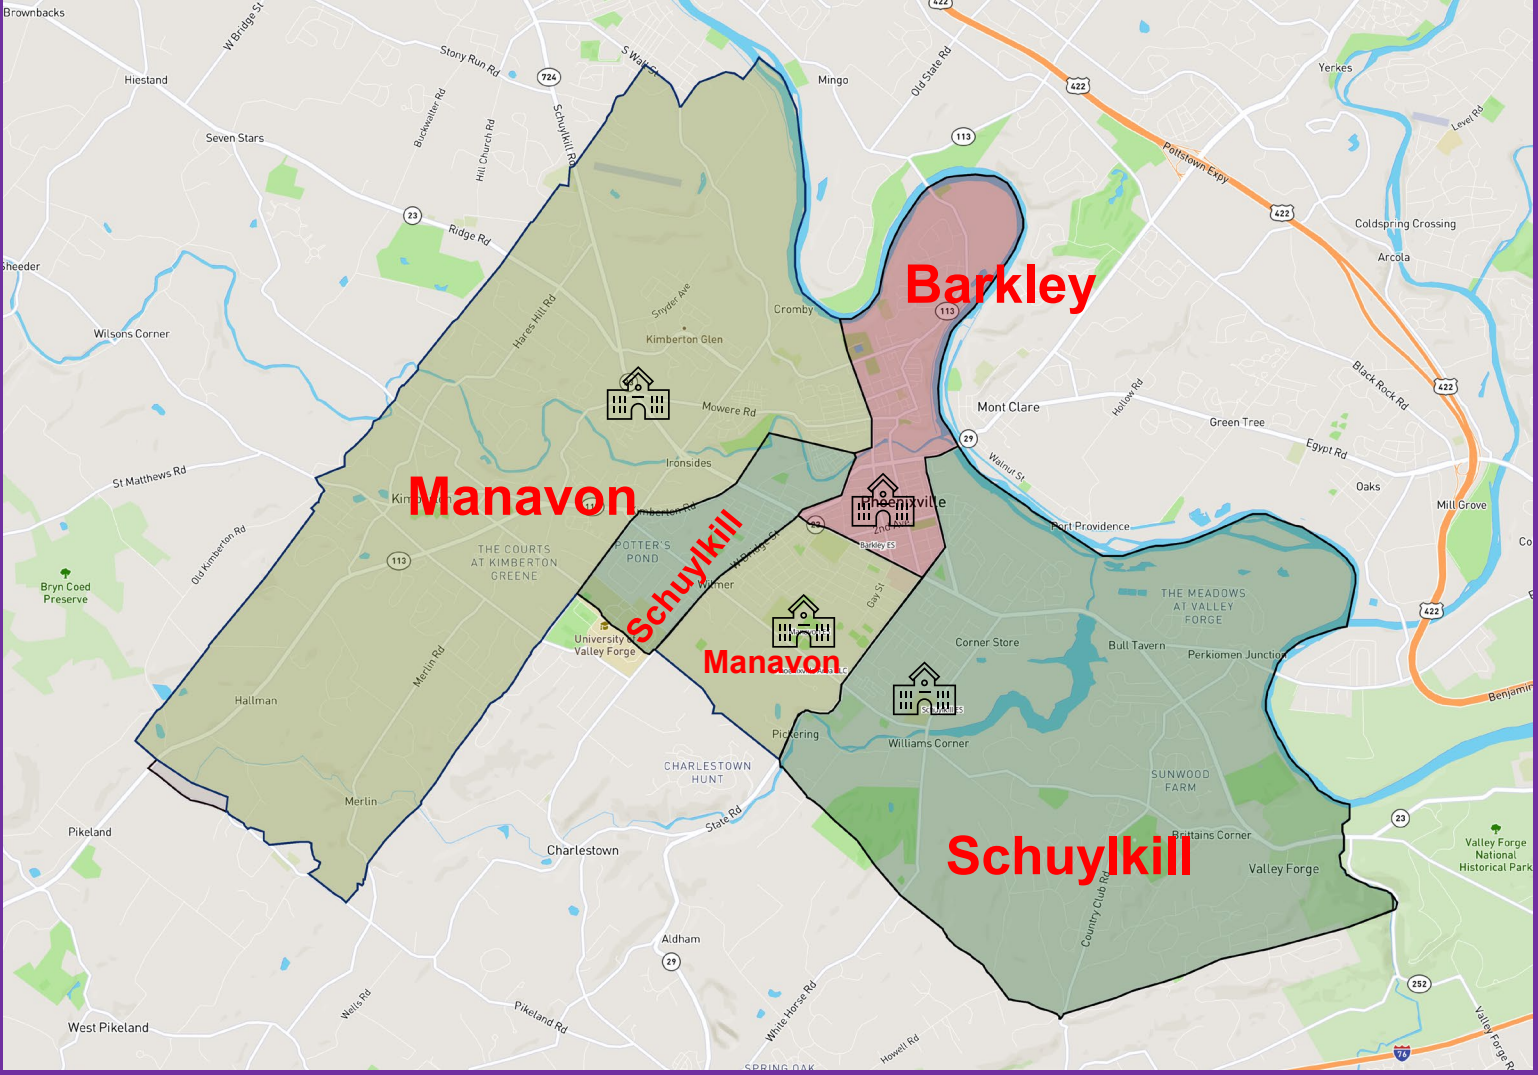 Brownbacks
W Bridge St
Stony Run Rd
S Wall St
724
Hiestand
Buckwalter Rd
Schuylkill Rd
Hill Church Rd
Seven Stars
23
Ridge Rd
422
Mingo
Old State Rd
422
Yerkes
Level Rd
113
Pottstown Expy
422
Coldspring Crossing
Arcola
Barkley
113
Cromby
Snyder Ave
Kimberton Glen
Hares Hill Rd
Wilsons Corner
Mowere Rd
Mont Clare
Hollow Rd
Black Rock Rd
422
Green Tree
Egypt Rd
29
Walnut St
Oaks
Mill Grove
St Matthews Rd
Ironsides
Manavon
Phoenixville
2nd Ave
23
Barkley ES
Port Providence
Old Kimberton Rd
113
THE COURTS
AT KIMBERTON
GREENE
POTTER'S
POND
Schuylkill
W Bridge St
Wilmer
Gay St
Bryn Coed
Preserve
University of
Valley Forge
THE MEADOWS
AT VALLEY
FORGE
422
Corner Store
Bull Tavern
Perkiomen Junction
Manavon
Merlin Rd
Hallman
Schuylkill ES
Benjamin
Pickering
Williams Corner
CHARLESTOWN
HUNT
SUNWOOD
FARM
Merlin
State Rd
23
Pikeland
Charlestown
Brittains Corner
Schuylkill
Valley Forge
Valley Forge
National
Historical Park
Country Club Rd
Aldham
29
252
Wells Rd
White Horse Rd
Pikeland Rd
West Pikeland
Howell Rd
76
Valley Forge R
SPRING OAK